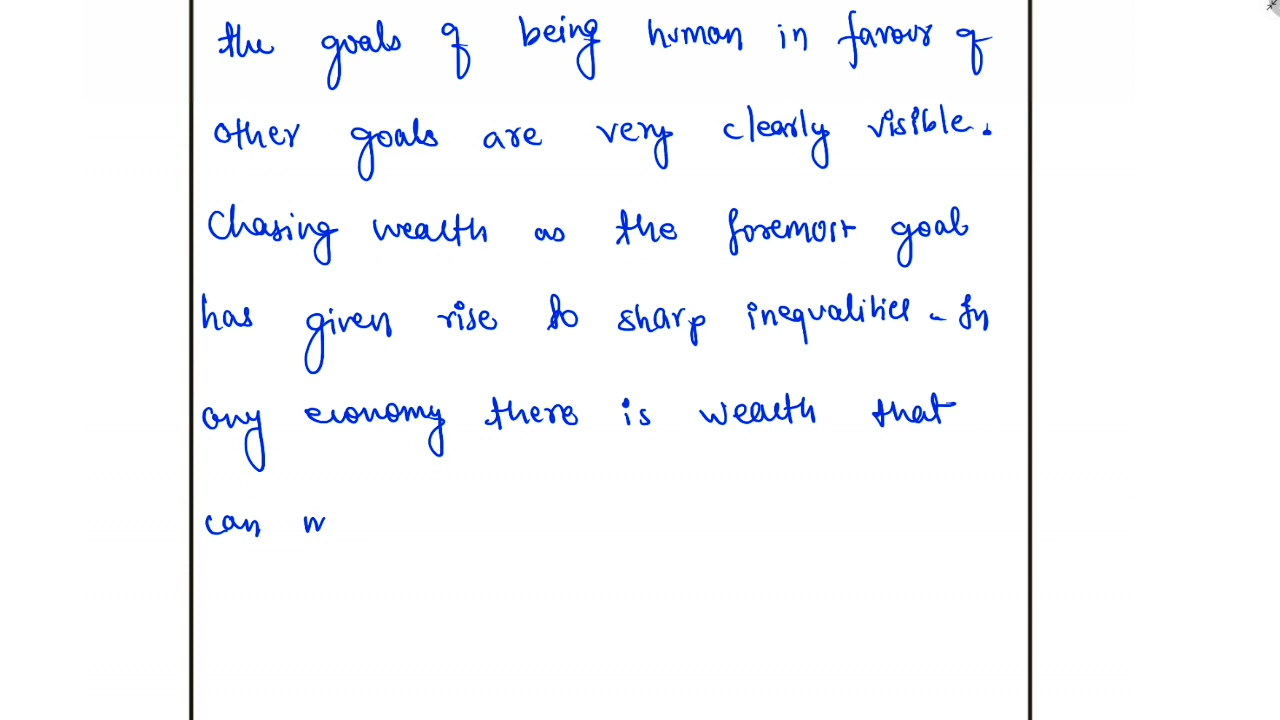 the goals of being human in favour of
other goals are very clearly visible.
Chasing wealth as the foremost goal
has given rise to sharp inequalities. In
any economy there is wealth that
can w